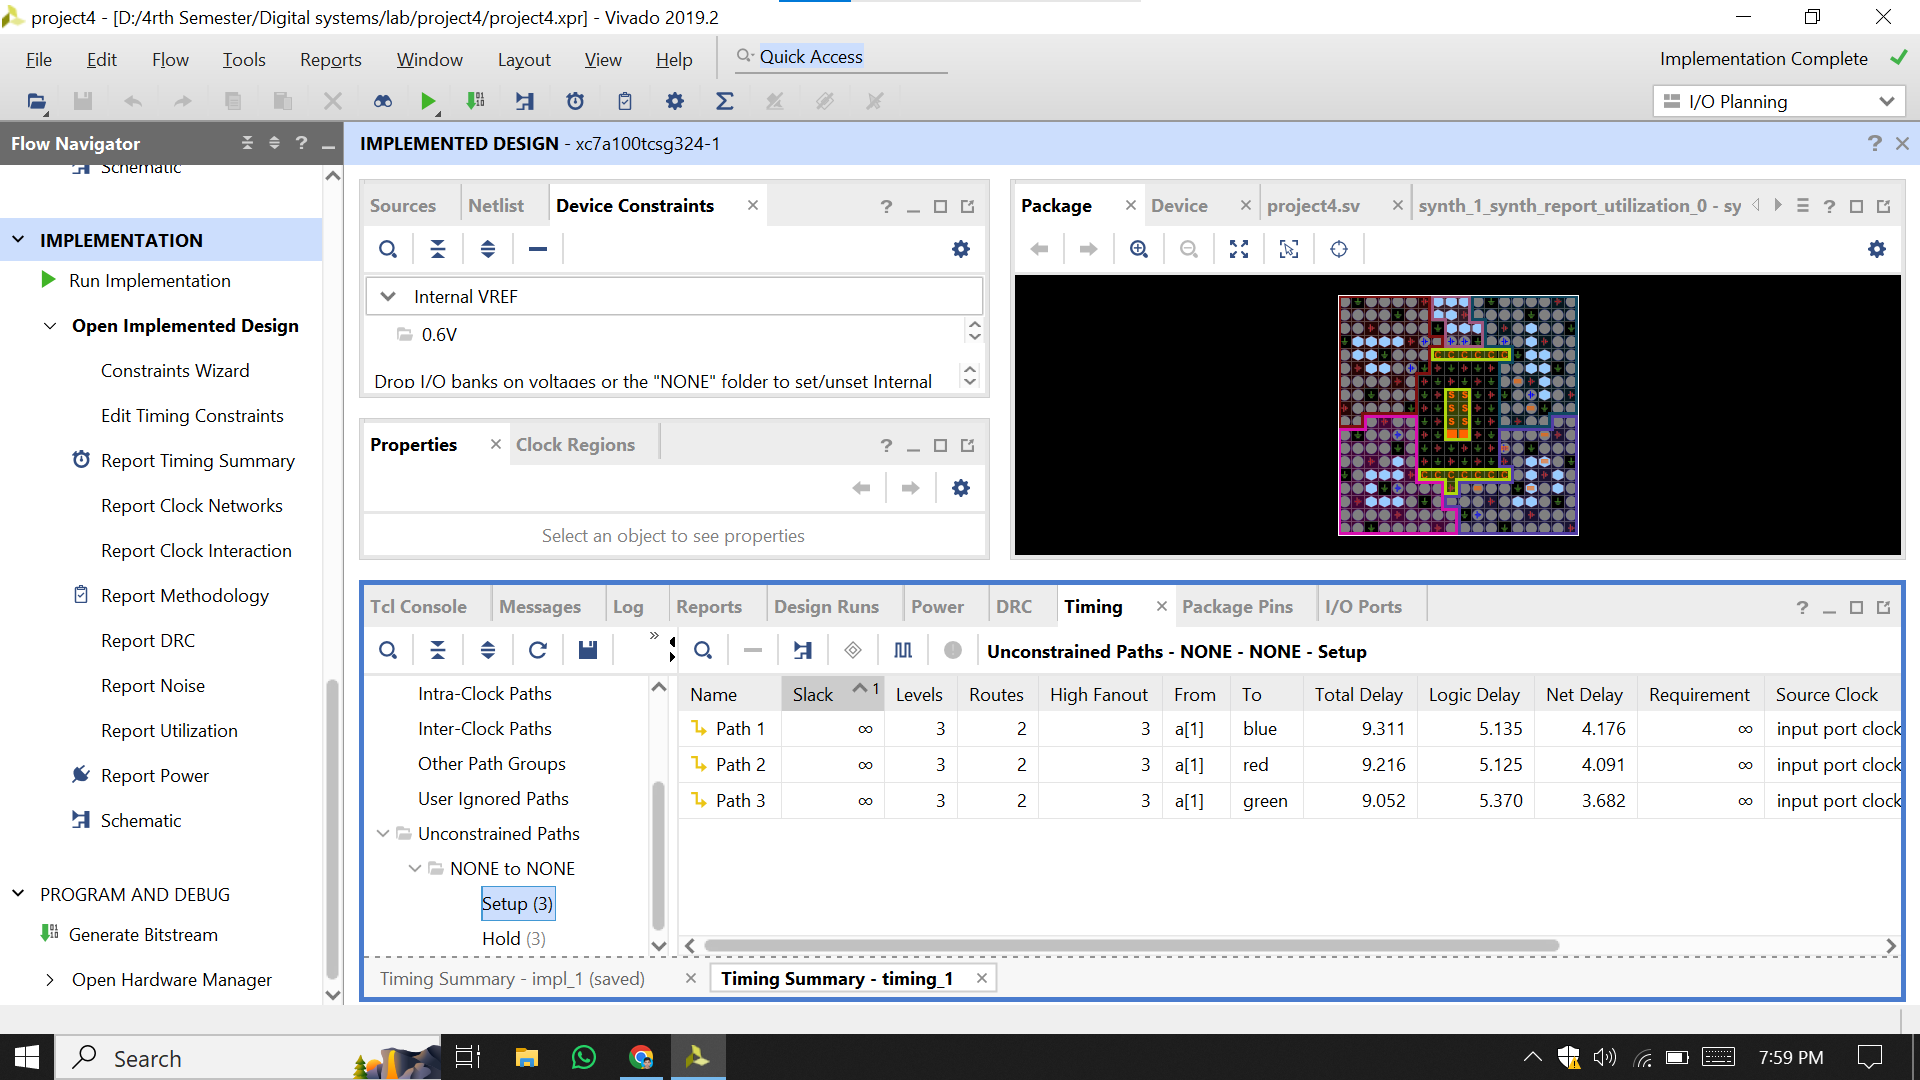 project4 - [D:/4rth Semester/Digital systems/lab/project4/project4.xpr] - Vivado 2019.2
File Edit Flow Tools Reports Window Layout View Help Quick Access
Implementation Complete
I/O Planning
Flow Navigator
IMPLEMENTED DESIGN - xc7a100tcsg324-1
Schematic
IMPLEMENTATION
Run Implementation
Open Implemented Design
Constraints Wizard
Edit Timing Constraints
Report Timing Summary
Report Clock Networks
Report Clock Interaction
Report Methodology
Report DRC
Report Noise
Report Utilization
Report Power
Schematic
PROGRAM AND DEBUG
Generate Bitstream
Open Hardware Manager
Sources Netlist Device Constraints
Internal VREF
0.6V
Drop I/O banks on voltages or the "NONE" folder to set/unset Internal
Properties Clock Regions
Select an object to see properties
Package Device project4.sv synth_1_synth_report_utilization_0 - sy
Tcl Console Messages Log Reports Design Runs Power DRC Timing Package Pins I/O Ports
Unconstrained Paths - NONE - NONE - Setup
Intra-Clock Paths
Inter-Clock Paths
Other Path Groups
User Ignored Paths
Unconstrained Paths
NONE to NONE
Setup (3)
Hold (3)
Name Slack 1 Levels Routes High Fanout From To Total Delay Logic Delay Net Delay Requirement Source Clock
Path 1 ∞ 3 2 3 a[1] blue 9.311 5.135 4.176 ∞ input port clock
Path 2 ∞ 3 2 3 a[1] red 9.216 5.125 4.091 ∞ input port clock
Path 3 ∞ 3 2 3 a[1] green 9.052 5.370 3.682 ∞ input port clock
Timing Summary - impl_1 (saved) Timing Summary - timing_1
Search
7:59 PM